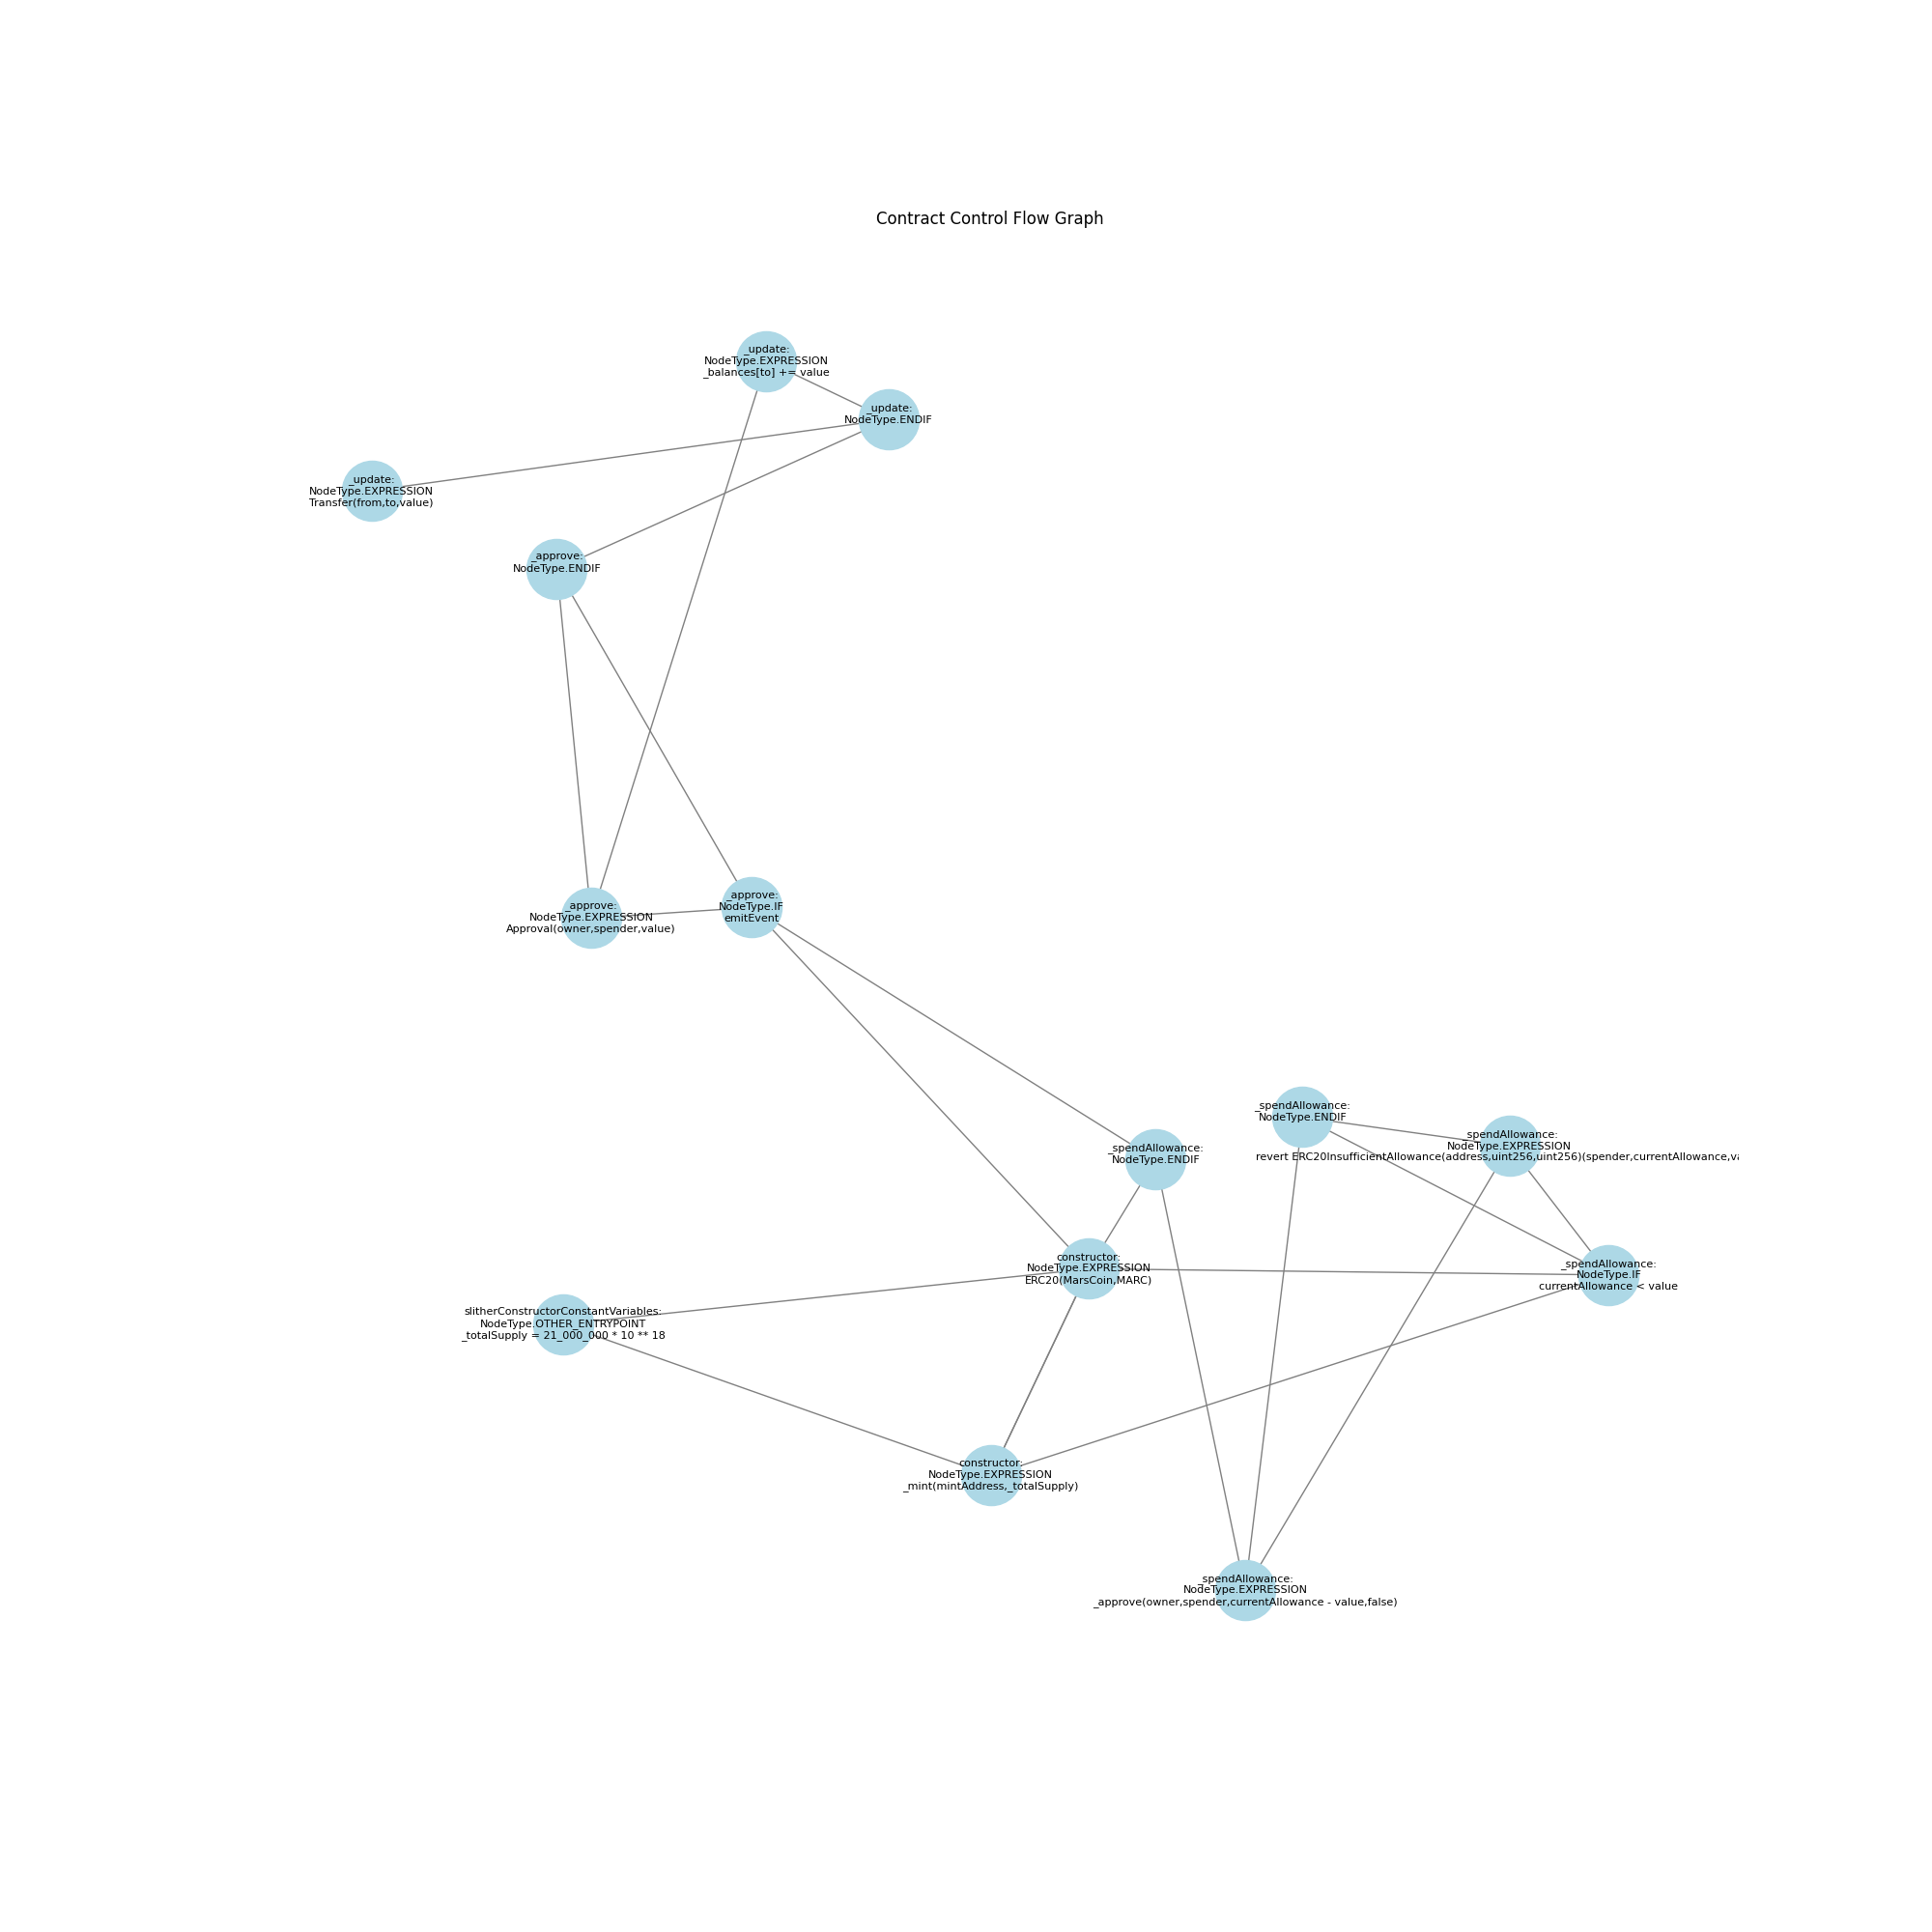 Contract Control Flow Graph
_update:
NodeType.EXPRESSION
_balances[to] += value
_update:
NodeType.ENDIF
_update:
NodeType.EXPRESSION
Transfer(from,to,value)
_approve:
NodeType.ENDIF
_approve:
NodeType.EXPRESSION
Approval(owner,spender,value)
_approve:
NodeType.IF
emitEvent
_spendAllowance:
NodeType.ENDIF
_spendAllowance:
NodeType.EXPRESSION
revert ERC20InsufficientAllowance(address,uint256,uint256)(spender,currentAllowance,va
_spendAllowance:
NodeType.ENDIF
constructor:
NodeType.EXPRESSION
ERC20(MarsCoin,MARC)
_spendAllowance:
NodeType.IF
currentAllowance < value
slitherConstructorConstantVariables:
NodeType.OTHER_ENTRYPOINT
_totalSupply = 21_000_000 * 10 ** 18
constructor:
NodeType.EXPRESSION
_mint(mintAddress,_totalSupply)
_spendAllowance:
NodeType.EXPRESSION
_approve(owner,spender,currentAllowance - value,false)